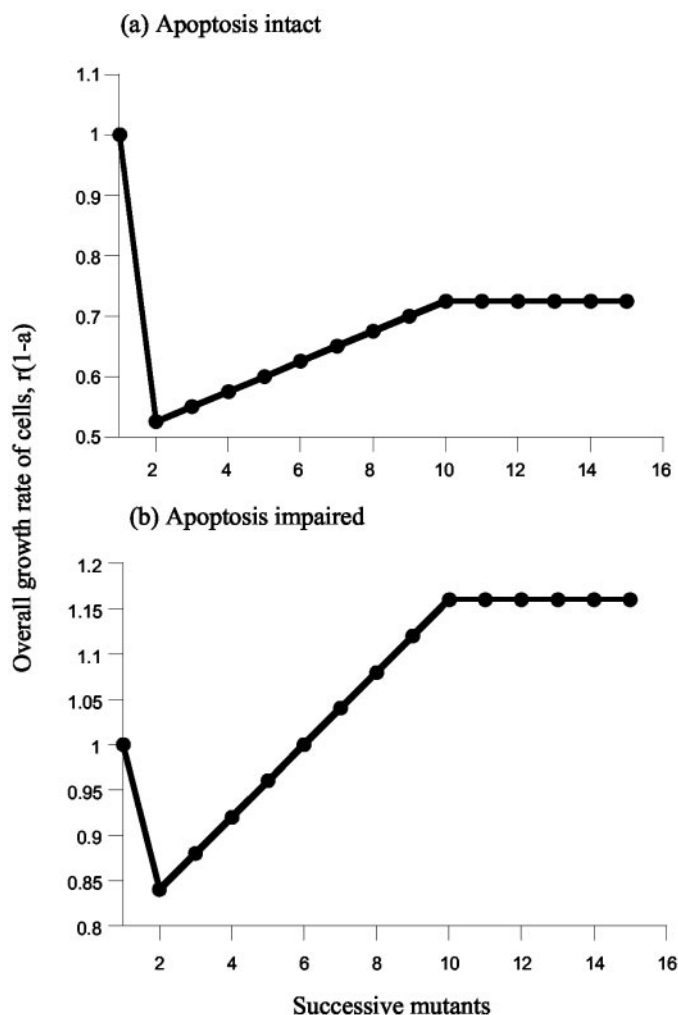 (a) Apoptosis intact
1.1
1
0.9
0.8
0.7
0.6
0.5
2 4 6 8 10 12 14 16
Overall growth rate of cells, r(1-a)
(b) Apoptosis impaired
1.2
1.15
1.1
1.05
1
0.95
0.9
0.85
0.8
2 4 6 8 10 12 14 16
Successive mutants